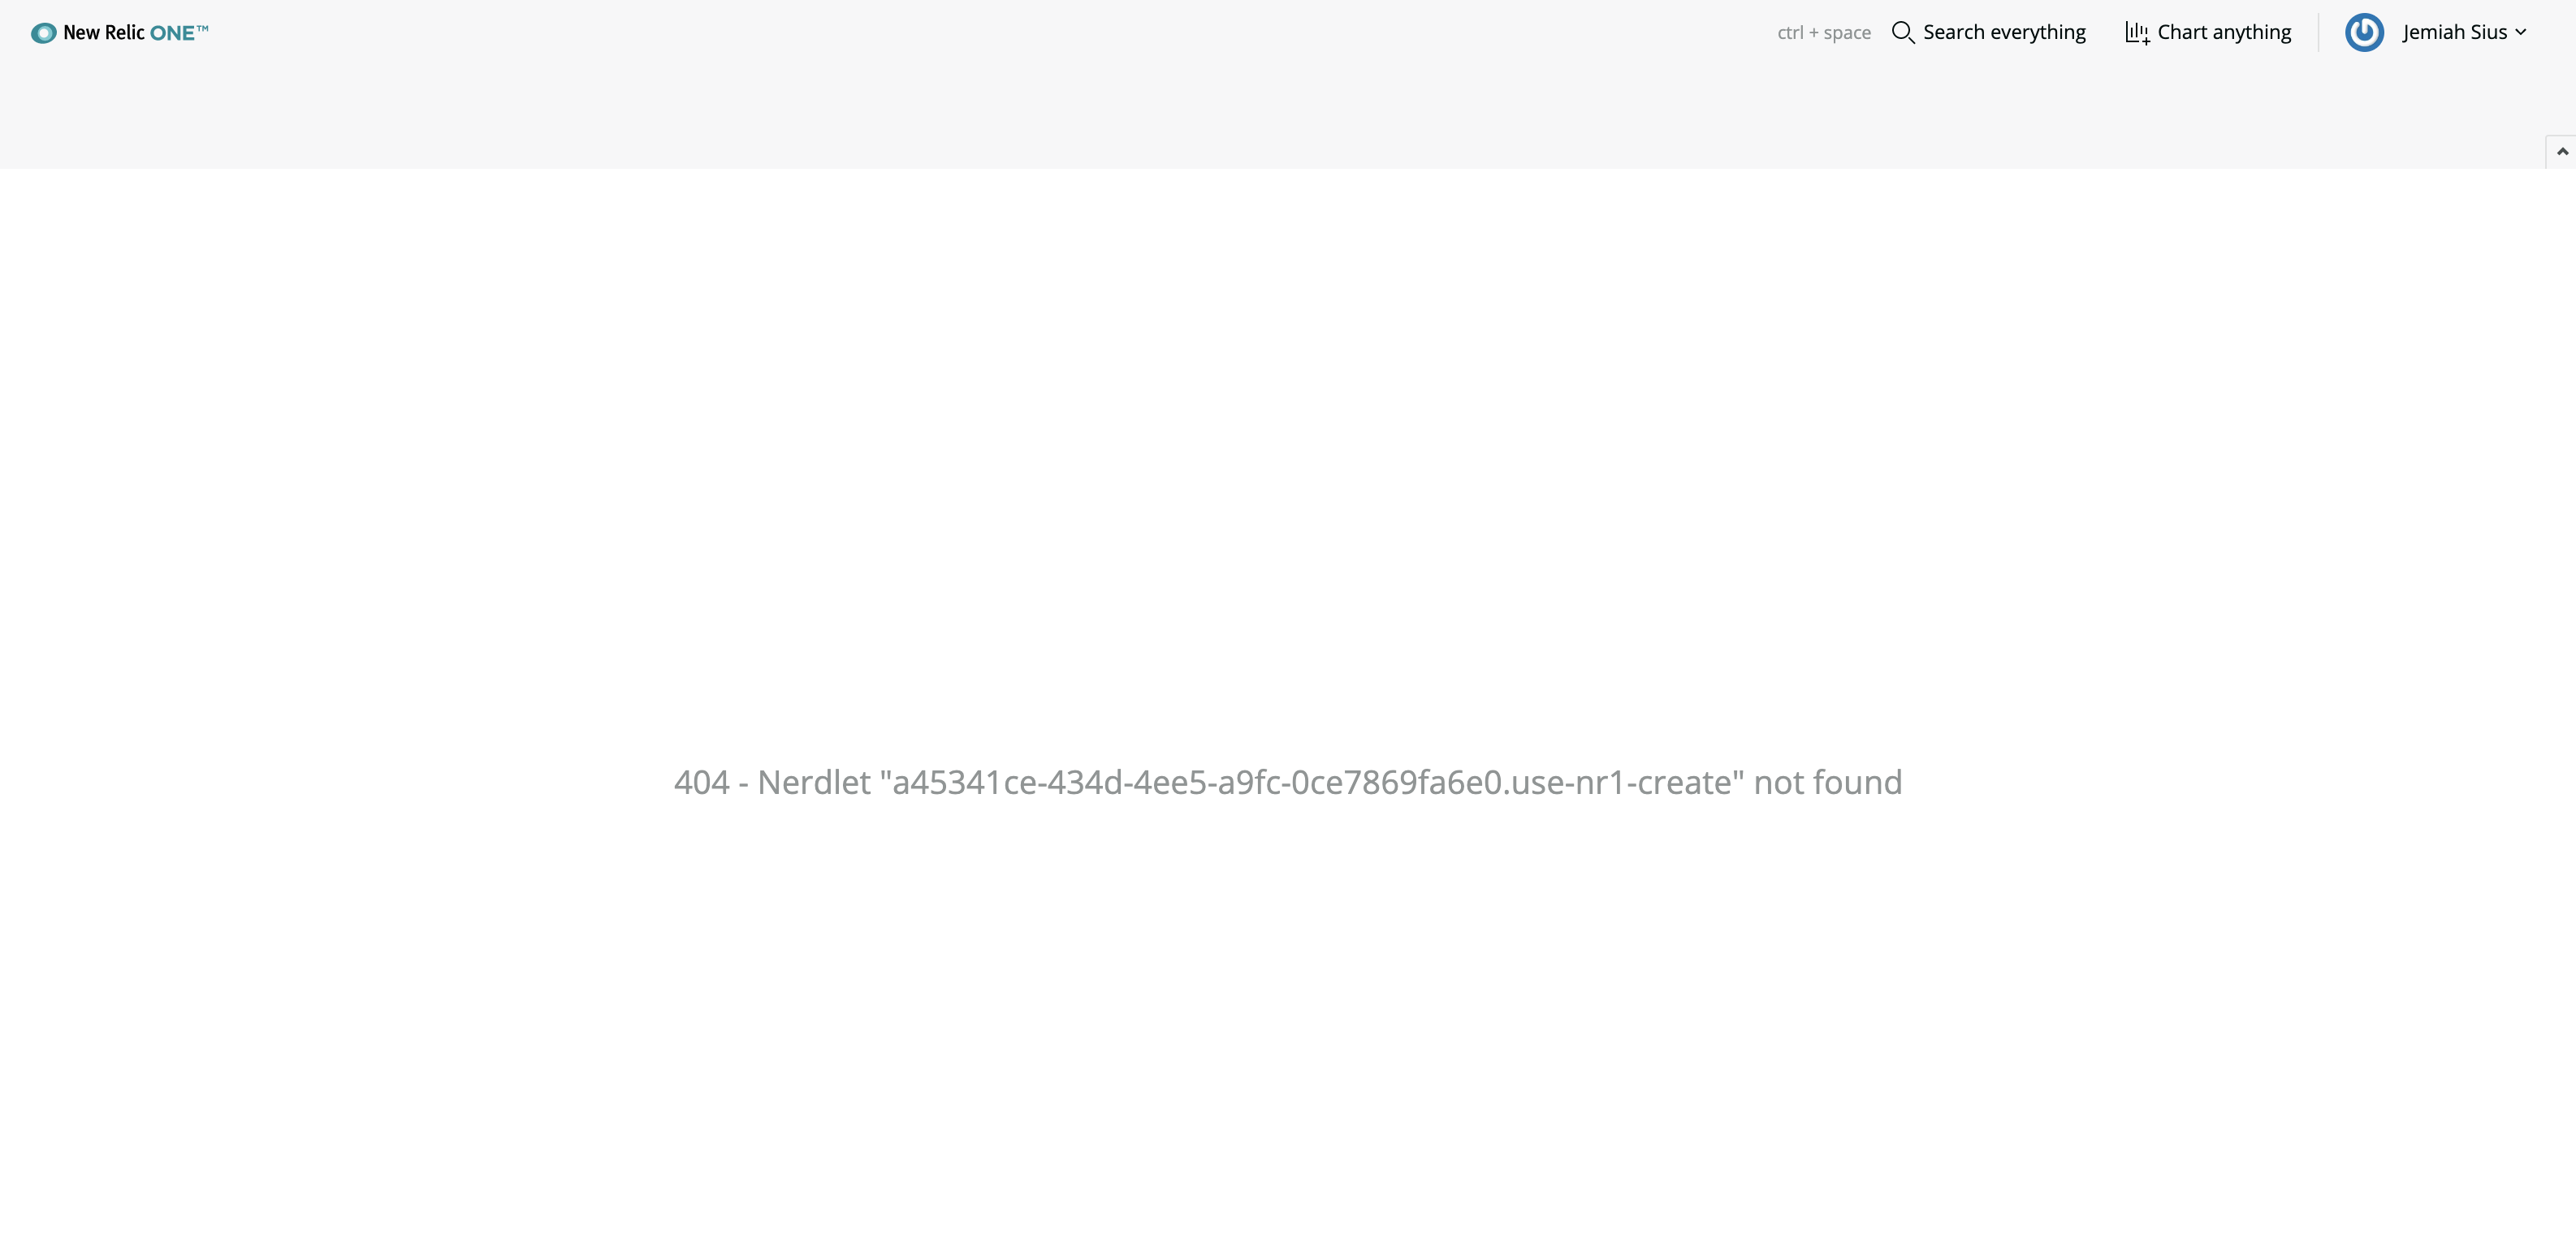 New Relic ONE™
ctrl + space Search everything Chart anything Jemiah Sius
404 - Nerdlet "a45341ce-434d-4ee5-a9fc-0ce7869fa6e0.use-nr1-create" not found